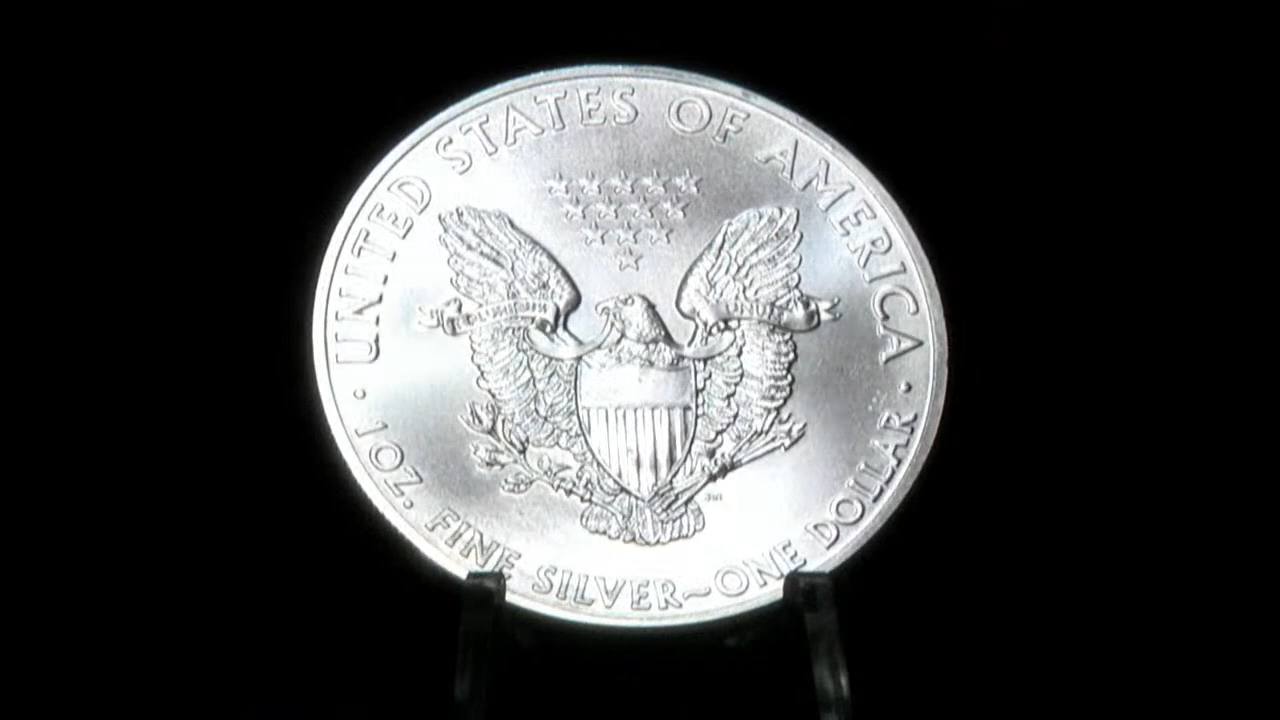 UNITED STATES OF AMERICA
· 1 OZ. FINE SILVER~ONE DOLLAR ·